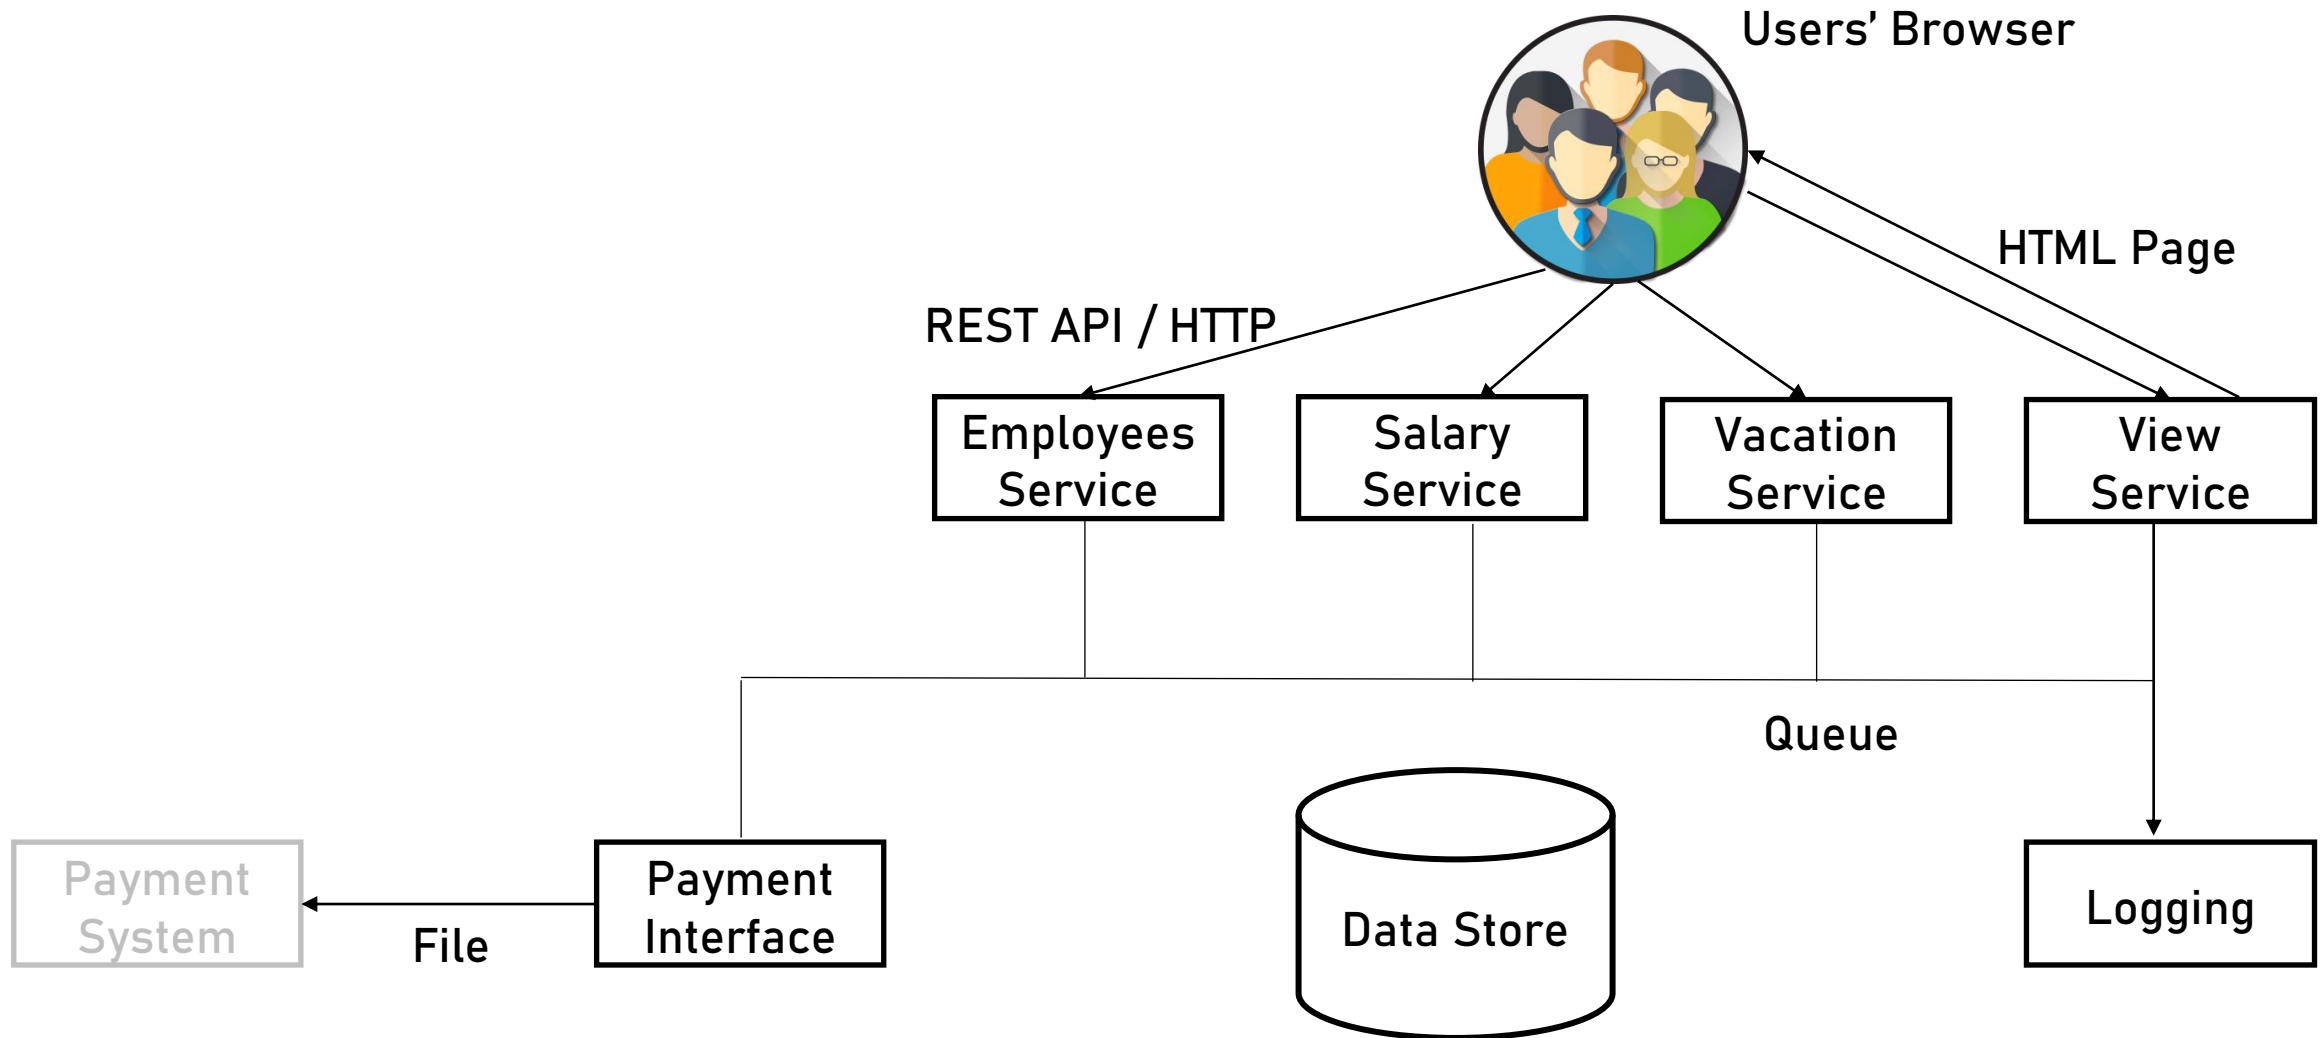 Users’ Browser
HTML Page
REST API / HTTP
Employees
Service
Salary
Service
Vacation
Service
View
Service
Queue
Payment
System
File
Payment
Interface
Data Store
Logging